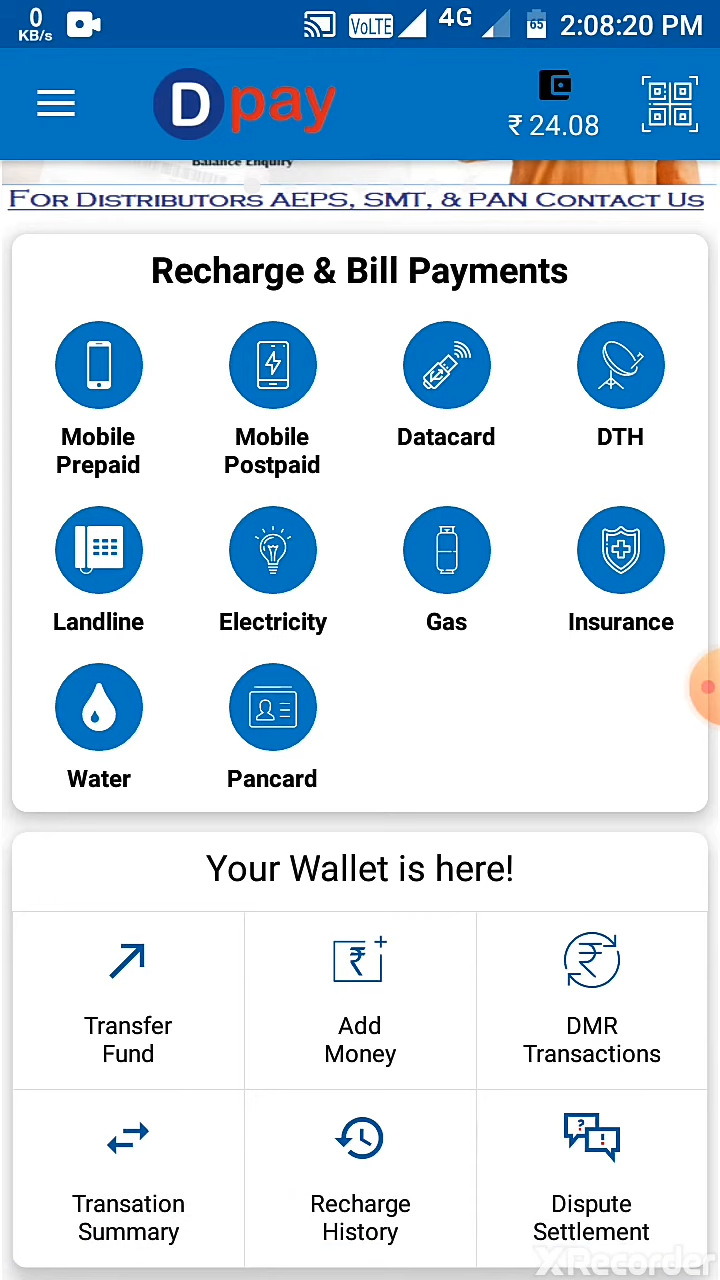 0
KB/s
VoLTE
4G
65
2:08:20 PM
D pay
₹ 24.08
Balance Enquiry
FOR DISTRIBUTORS AEPS, SMT, & PAN CONTACT US
Recharge & Bill Payments
Mobile
Prepaid
Mobile
Postpaid
Datacard
DTH
Landline
Electricity
Gas
Insurance
Water
Pancard
Your Wallet is here!
Transfer
Fund
Add
Money
DMR
Transactions
Transation
Summary
Recharge
History
Dispute
Settlement
XRecorder